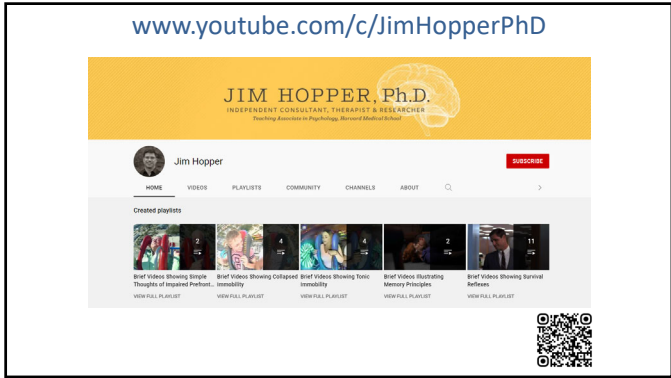 www.youtube.com/c/JimHopperPhD
JIM HOPPER, Ph.D.
INDEPENDENT CONSULTANT, THERAPIST & RESEARCHER
Teaching Associate in Psychology, Harvard Medical School
Jim Hopper
SUBSCRIBE
HOME VIDEOS PLAYLISTS COMMUNITY CHANNELS ABOUT
Created playlists
2 4 4 2 11
Brief Videos Showing Simple Thoughts of Impaired Prefront...
VIEW FULL PLAYLIST
Brief Videos Showing Collapsed Immobility
VIEW FULL PLAYLIST
Brief Videos Showing Tonic Immobility
VIEW FULL PLAYLIST
Brief Videos Illustrating Memory Principles
VIEW FULL PLAYLIST
Brief Videos Showing Survival Reflexes
VIEW FULL PLAYLIST